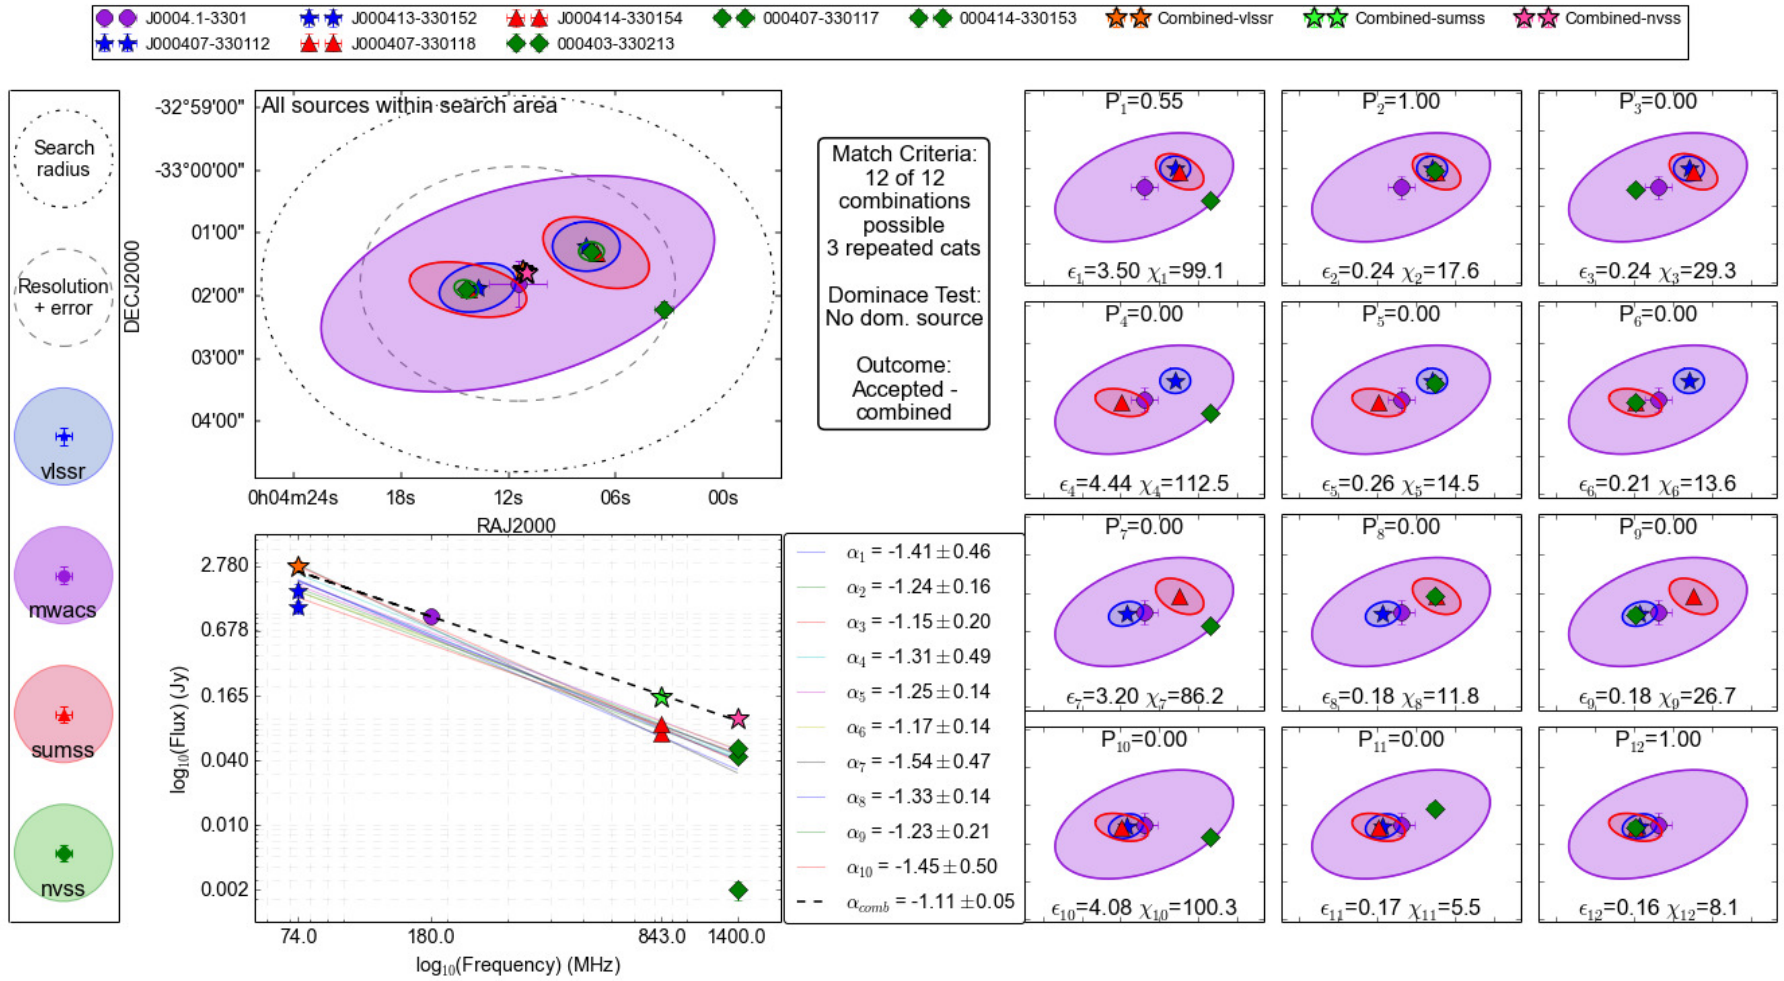 J0004.1-3301 J000413-330152 J000414-330154 000407-330117 000414-330153 Combined-vlssr Combined-sumss Combined-nvss
J000407-330112 J000407-330118 000403-330213
Search
radius
Resolution
+ error
vlssr
mwacs
sumss
nvss
All sources within search area
DECJ2000
-32°59'00"
-33°00'00"
01'00"
02'00"
03'00"
04'00"
0h04m24s 18s 12s 06s 00s
RAJ2000
Match Criteria:
12 of 12
combinations
possible
3 repeated cats
Dominace Test:
No dom. source
Outcome:
Accepted -
combined
log₁₀(Flux) (Jy)
2.780
0.678
0.165
0.040
0.010
0.002
74.0 180.0 843.0 1400.0
log₁₀(Frequency) (MHz)
α₁ = -1.41 ± 0.46
α₂ = -1.24 ± 0.16
α₃ = -1.15 ± 0.20
α₄ = -1.31 ± 0.49
α₅ = -1.25 ± 0.14
α₆ = -1.17 ± 0.14
α₇ = -1.54 ± 0.47
α₈ = -1.33 ± 0.14
α₉ = -1.23 ± 0.21
α₁₀ = -1.45 ± 0.50
α_comb = -1.11 ± 0.05
P₁=0.55 P₂=1.00 P₃=0.00
ϵ₁=3.50 χ₁=99.1 ϵ₂=0.24 χ₂=17.6 ϵ₃=0.24 χ₃=29.3
P₄=0.00 P₅=0.00 P₆=0.00
ϵ₄=4.44 χ₄=112.5 ϵ₅=0.26 χ₅=14.5 ϵ₆=0.21 χ₆=13.6
P₇=0.00 P₈=0.00 P₉=0.00
ϵ₇=3.20 χ₇=86.2 ϵ₈=0.18 χ₈=11.8 ϵ₉=0.18 χ₉=26.7
P₁₀=0.00 P₁₁=0.00 P₁₂=1.00
ϵ₁₀=4.08 χ₁₀=100.3 ϵ₁₁=0.17 χ₁₁=5.5 ϵ₁₂=0.16 χ₁₂=8.1